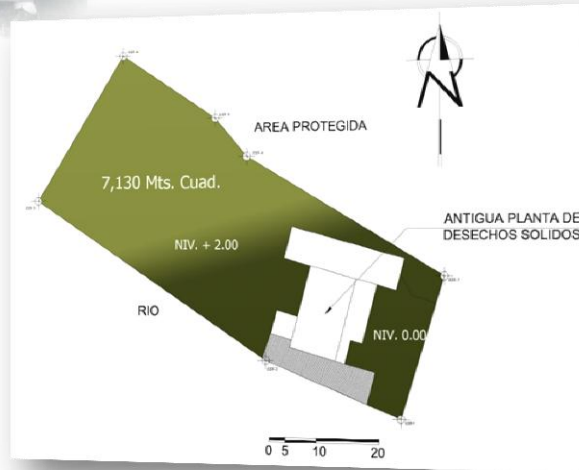 AREA PROTEGIDA
7,130 Mts. Cuad.
ANTIGUA PLANTA DE
DESECHOS SOLIDOS
NIV. + 2.00
RIO
NIV. 0.00
0 5 10 20